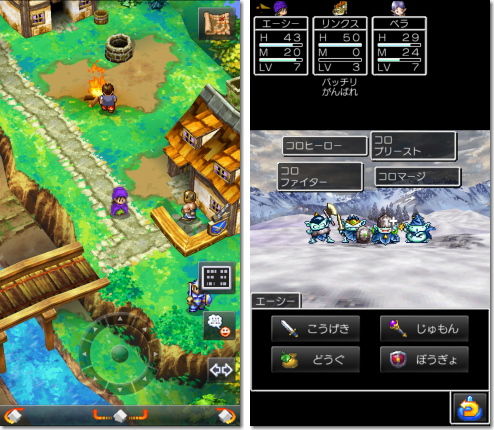 エーシー
H 43
M 20
LV 7
リンクス
H 50
M 0
LV 3
ベラ
H 29
M 24
LV 7
バッチリ
がんばれ
コロヒーロー
コロ
プリースト
コロ
ファイター
コロマージ
エーシー
こうげき
じゅもん
どうぐ
ぼうぎょ